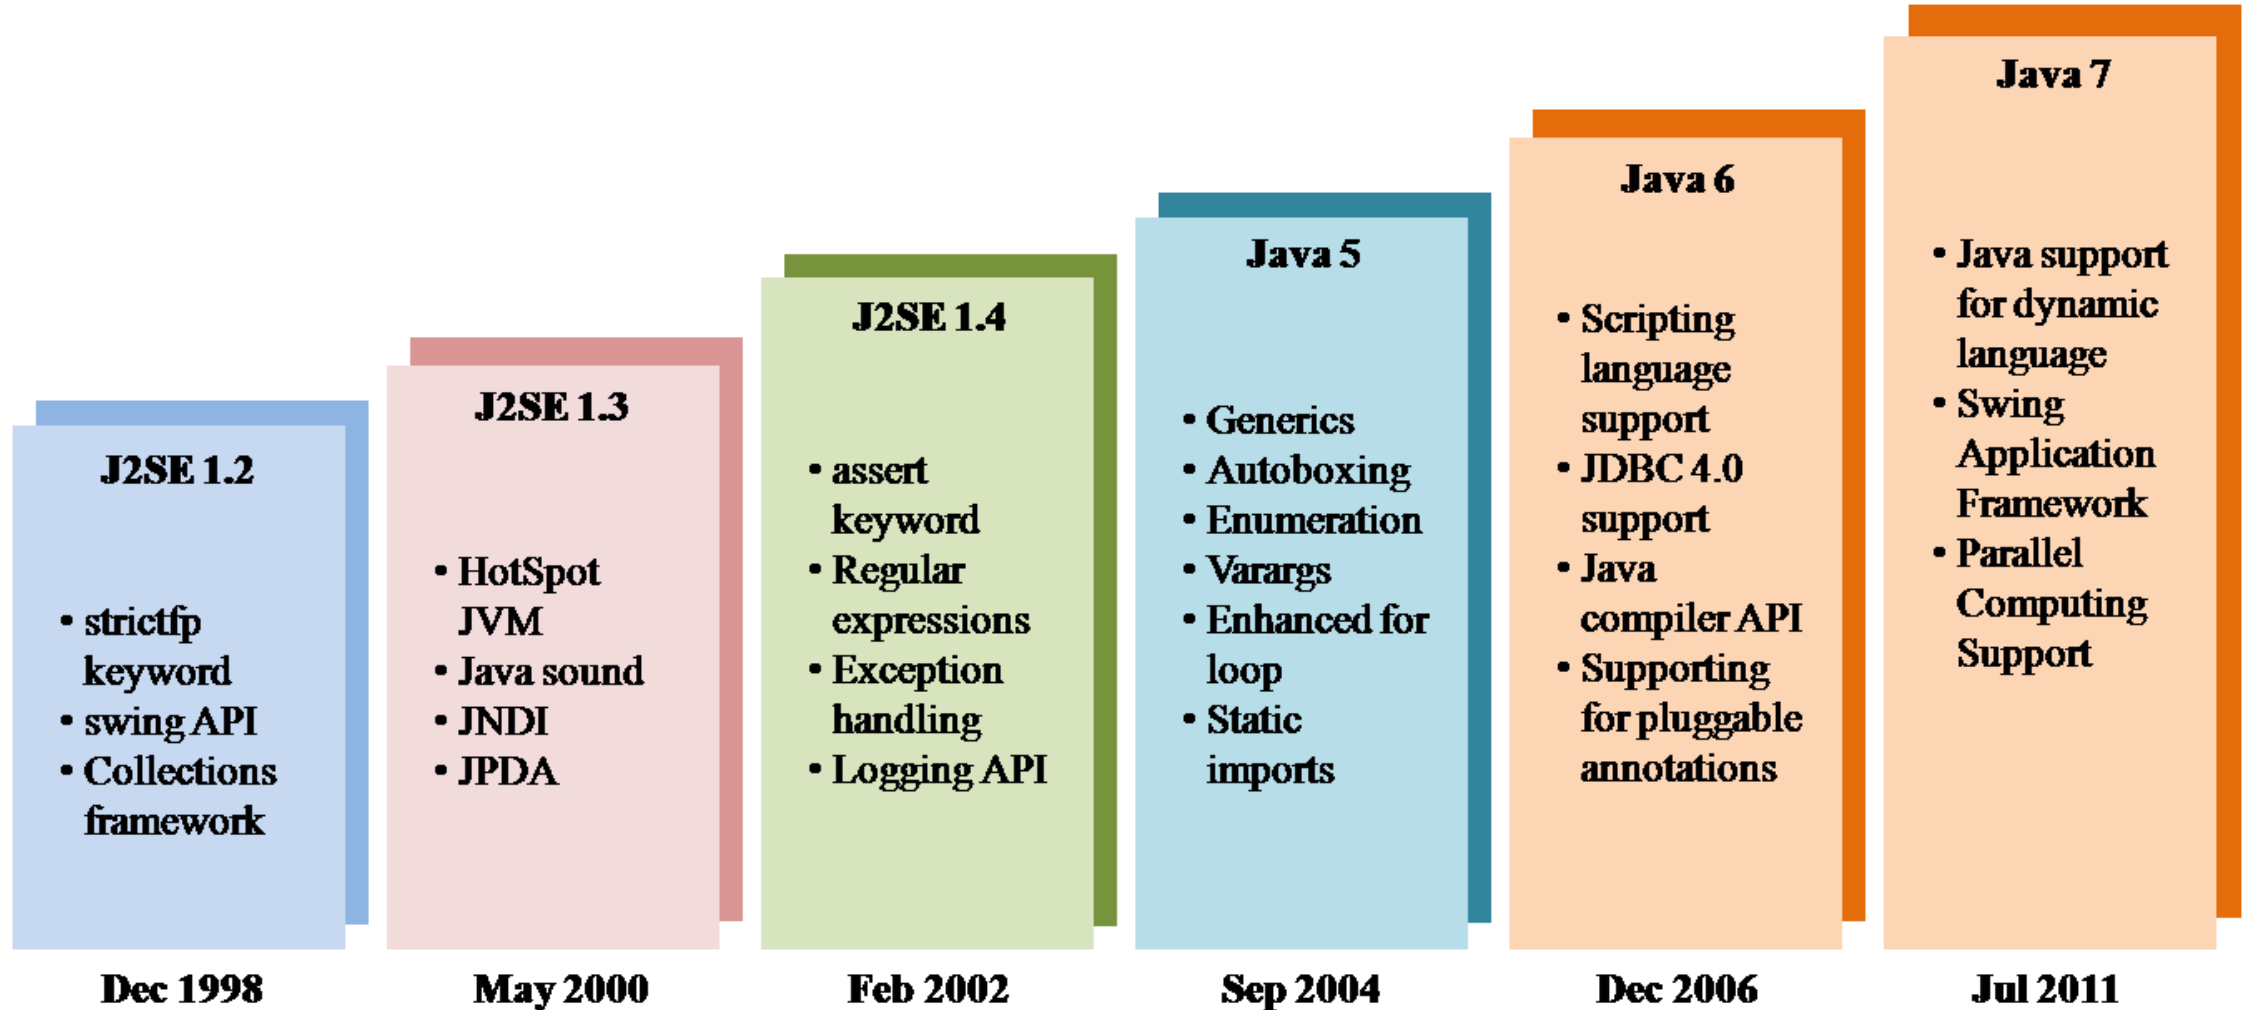 J2SE 1.2
• strictfp
keyword
• swing API
• Collections
framework
Dec 1998
J2SE 1.3
• HotSpot
JVM
• Java sound
• JNDI
• JPDA
May 2000
J2SE 1.4
• assert
keyword
• Regular
expressions
• Exception
handling
• Logging API
Feb 2002
Java 5
• Generics
• Autoboxing
• Enumeration
• Varargs
• Enhanced for
loop
• Static
imports
Sep 2004
Java 6
• Scripting
language
support
• JDBC 4.0
support
• Java
compiler API
• Supporting
for pluggable
annotations
Dec 2006
Java 7
• Java support
for dynamic
language
• Swing
Application
Framework
• Parallel
Computing
Support
Jul 2011